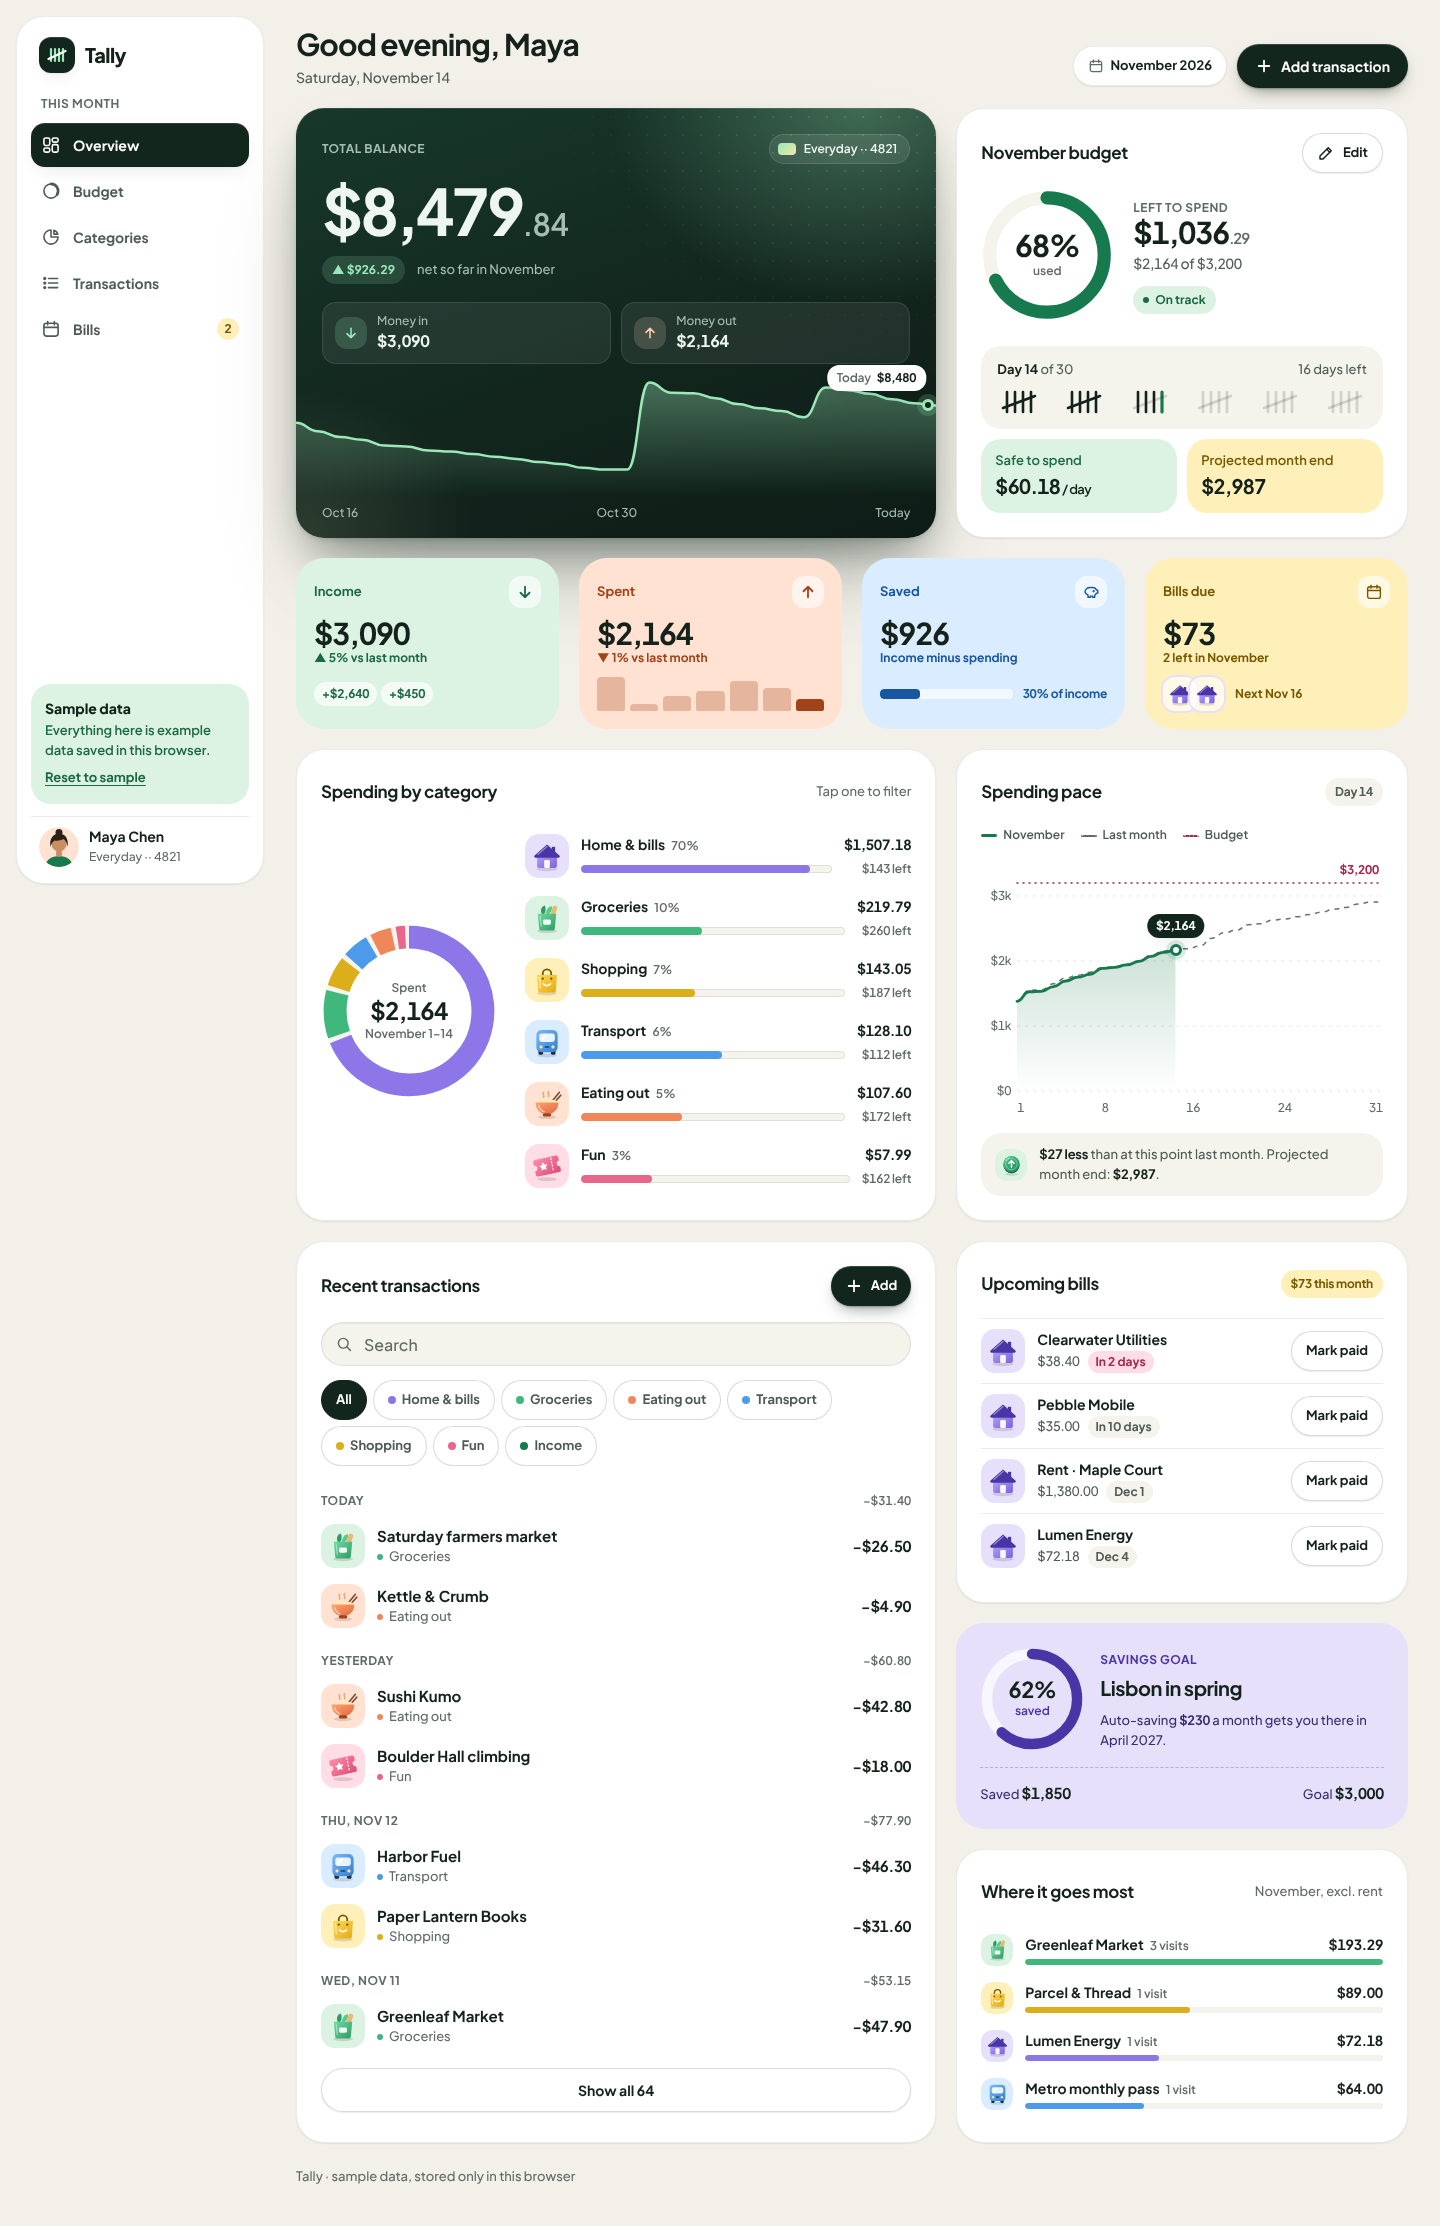 Tally
THIS MONTH
Overview
Budget
Categories
Transactions
Bills 2
Sample data
Everything here is example
data saved in this browser.
Reset to sample
Maya Chen
Everyday ·· 4821
Good evening, Maya
Saturday, November 14
November 2026
Add transaction
TOTAL BALANCE
Everyday ·· 4821
$8,479.84
▲ $926.29 net so far in November
Money in
$3,090
Money out
$2,164
Today $8,480
Oct 16 Oct 30 Today
November budget
Edit
68%
used
LEFT TO SPEND
$1,036.29
$2,164 of $3,200
On track
Day 14 of 30 16 days left
Safe to spend
$60.18 / day
Projected month end
$2,987
Income
$3,090
▲ 5% vs last month
+$2,640 +$450
Spent
$2,164
▼ 1% vs last month
Saved
$926
Income minus spending
30% of income
Bills due
$73
2 left in November
Next Nov 16
Spending by category
Tap one to filter
Spent
$2,164
November 1–14
Home & bills 70% $1,507.18
$143 left
Groceries 10% $219.79
$260 left
Shopping 7% $143.05
$187 left
Transport 6% $128.10
$112 left
Eating out 5% $107.60
$172 left
Fun 3% $57.99
$162 left
Spending pace
Day 14
November Last month Budget
$3,200
$3k
$2,164
$2k
$1k
$0
1 8 16 24 31
$27 less than at this point last month. Projected
month end: $2,987.
Recent transactions
Add
Search
All Home & bills Groceries Eating out Transport
Shopping Fun Income
TODAY –$31.40
Saturday farmers market
Groceries
–$26.50
Kettle & Crumb
Eating out
–$4.90
YESTERDAY –$60.80
Sushi Kumo
Eating out
–$42.80
Boulder Hall climbing
Fun
–$18.00
THU, NOV 12 –$77.90
Harbor Fuel
Transport
–$46.30
Paper Lantern Books
Shopping
–$31.60
WED, NOV 11 –$53.15
Greenleaf Market
Groceries
–$47.90
Show all 64
Upcoming bills
$73 this month
Clearwater Utilities
$38.40 In 2 days
Mark paid
Pebble Mobile
$35.00 In 10 days
Mark paid
Rent · Maple Court
$1,380.00 Dec 1
Mark paid
Lumen Energy
$72.18 Dec 4
Mark paid
62%
saved
SAVINGS GOAL
Lisbon in spring
Auto-saving $230 a month gets you there in
April 2027.
Saved $1,850
Goal $3,000
Where it goes most
November, excl. rent
Greenleaf Market 3 visits $193.29
Parcel & Thread 1 visit $89.00
Lumen Energy 1 visit $72.18
Metro monthly pass 1 visit $64.00
Tally · sample data, stored only in this browser